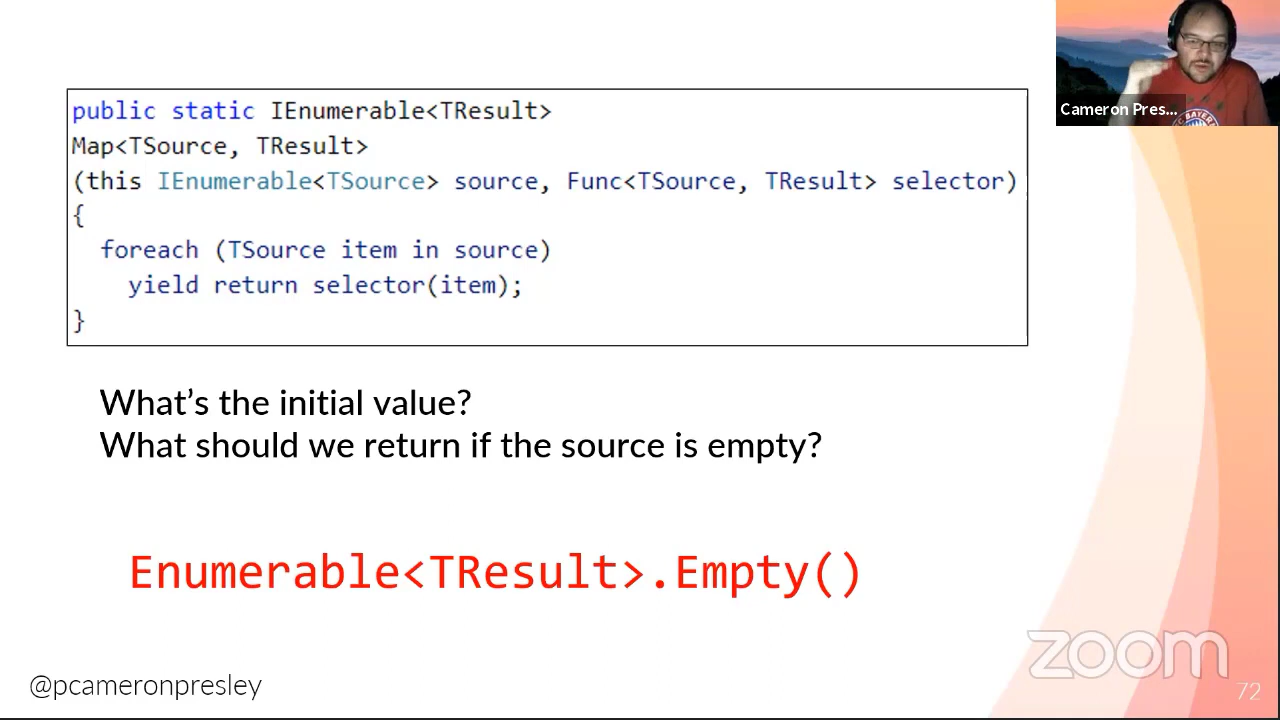 public static IEnumerable<TResult>
Map<TSource, TResult>
(this IEnumerable<TSource> source, Func<TSource, TResult> selector)
{
foreach (TSource item in source)
yield return selector(item);
}
What's the initial value?
What should we return if the source is empty?
Enumerable<TResult>.Empty()
@pcameronpresley
Cameron Pres...
BAYER
zoom
72